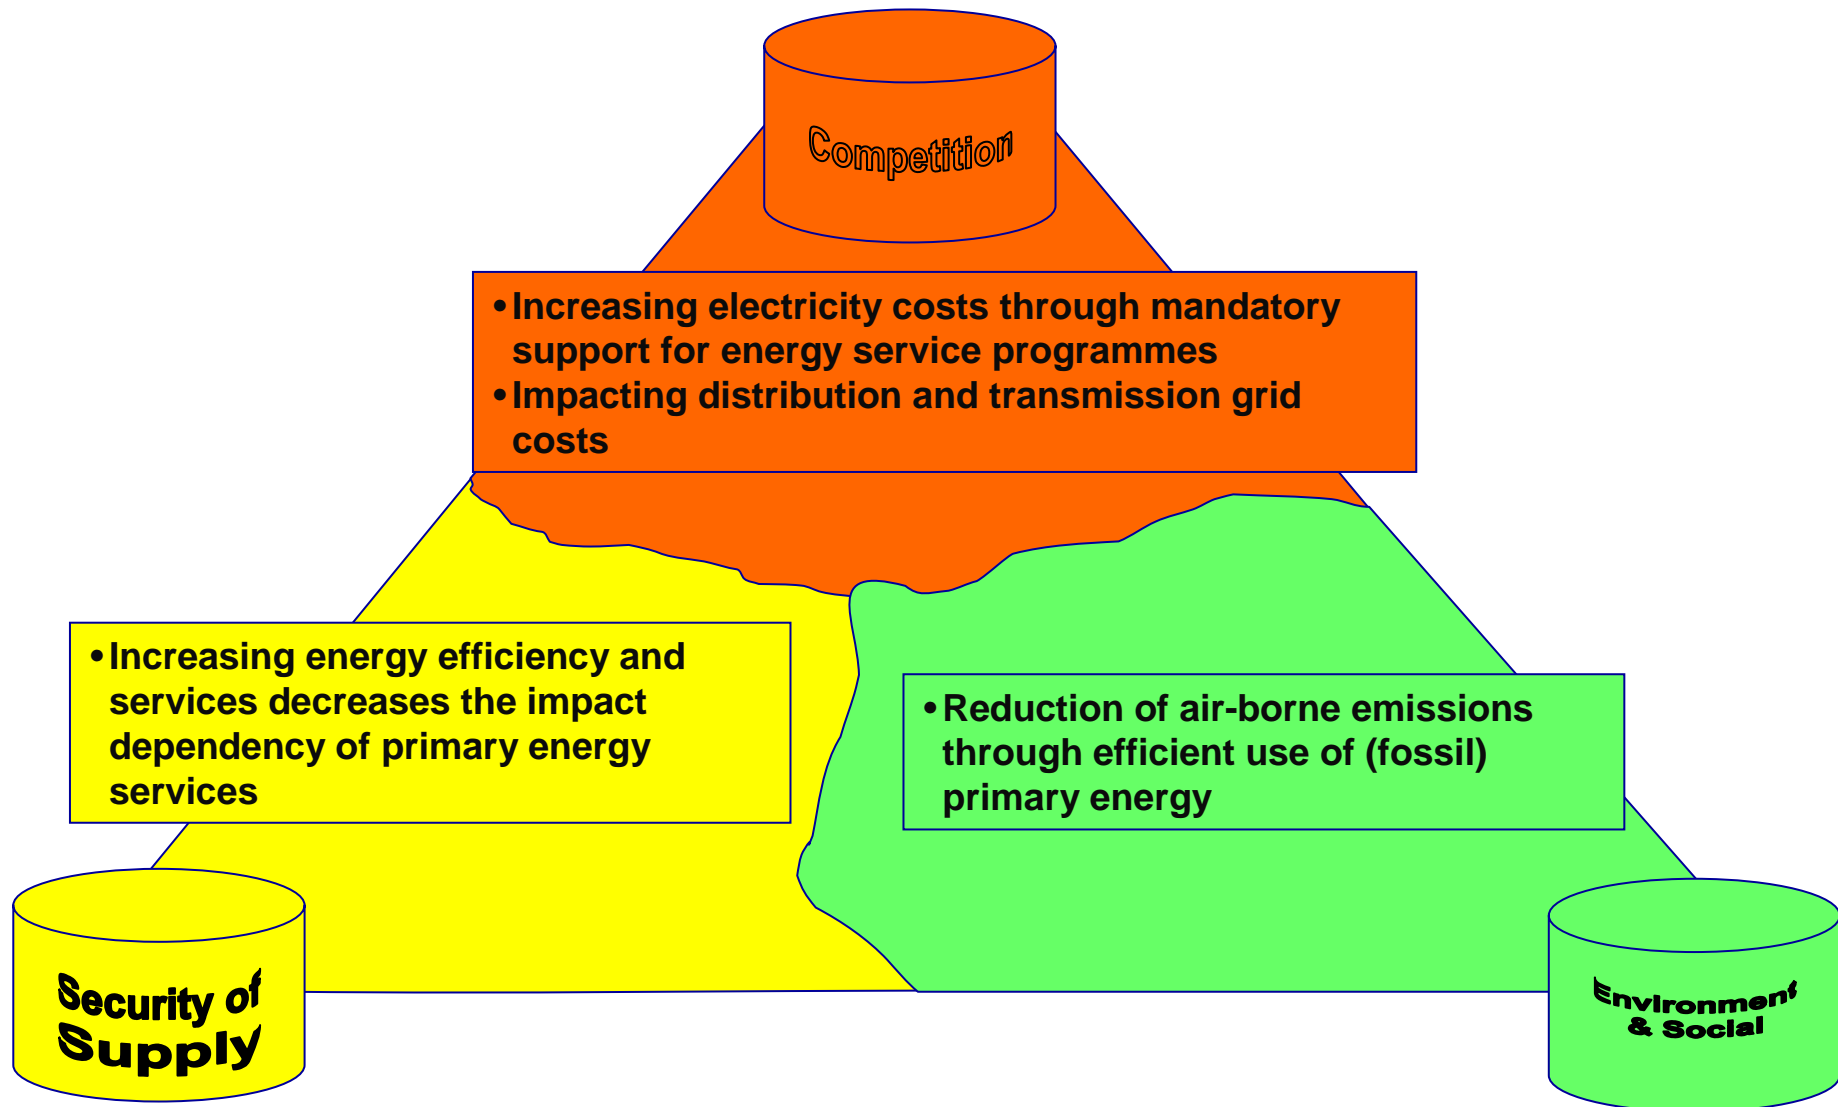 Competition
•Increasing electricity costs through mandatory
support for energy service programmes
•Impacting distribution and transmission grid
costs
•Increasing energy efficiency and
services decreases the impact
dependency of primary energy
services
•Reduction of air-borne emissions
through efficient use of (fossil)
primary energy
Security of
Supply
Environment
& Social